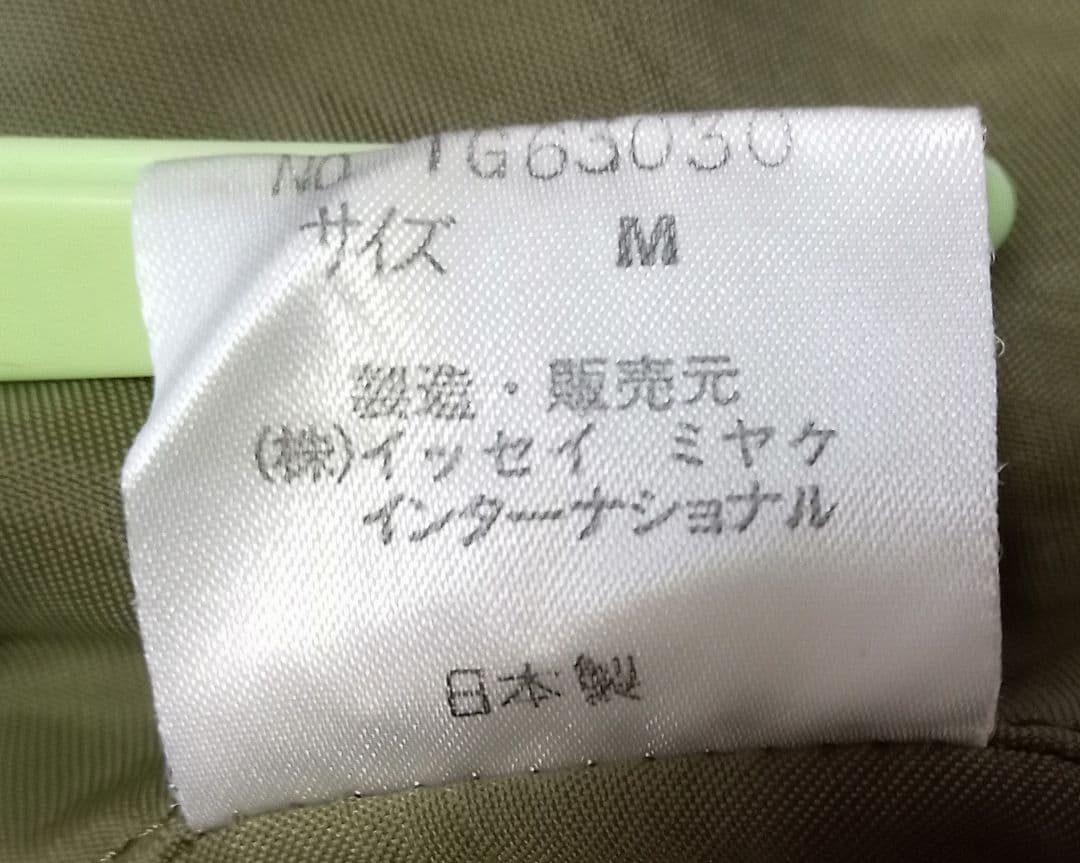 No. TG63030
サイズ M
製造・販売元
(株)イッセイ ミヤケ
インターナショナル
日本製